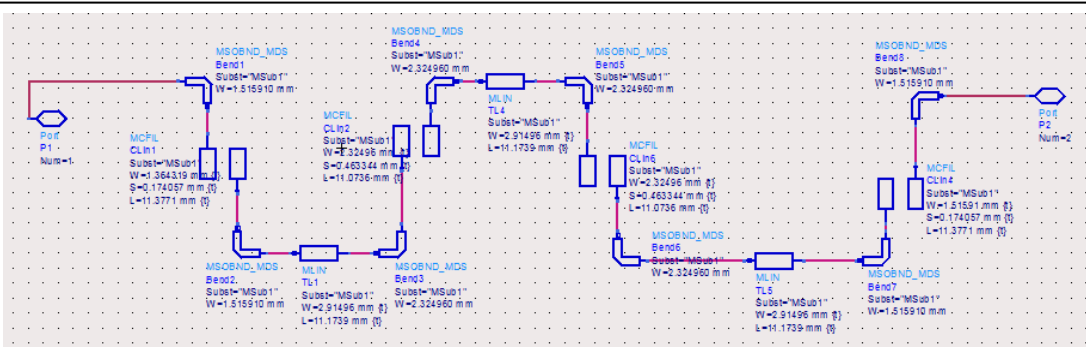 MSOBND_MDS
Bend1
Subst="MSub1"
W=1.515910 mm
Port
P1
Num=1
MCFIL
CLin1
Subst="MSub1"
W=1.364319 mm {t}
S=0.174057 mm {t}
L=11.3771 mm {t}
MSOBND_MDS
Bend2
Subst="MSub1"
W=1.515910 mm
MLIN
TL1
Subst="MSub1"
W=2.91496 mm {t}
L=11.1739 mm {t}
MCFIL
CLin2
Subst="MSub1"
S=0.463344 mm {t}
L=11.0736 mm {t}
MSOBND_MDS
Bend3
Subst="MSub1"
W=2.324960 mm
MSOBND_MDS
Bend4
Subst="MSub1"
W=2.324960 mm
MLIN
TL4
Subst="MSub1"
W=2.91496 mm {t}
L=11.1739 mm {t}
MSOBND_MDS
Bend5
Subst="MSub1"
W=2.324960 mm
MCFIL
CLin6
Subst="MSub1"
W=2.32496 mm {t}
S=0.463344 mm {t}
L=11.0736 mm {t}
MSOBND_MDS
Bend6
Subst="MSub1"
W=2.324960 mm
MLIN
TL5
Subst="MSub1"
W=2.91496 mm {t}
L=11.1739 mm {t}
MSOBND_MDS
Bend7
Subst="MSub1"
W=1.515910 mm
MSOBND_MDS
Bend8
Subst="MSub1"
W=1.515910 mm
MCFIL
CLin4
Subst="MSub1"
W=1.51591 mm {t}
S=0.174057 mm {t}
L=11.3771 mm {t}
Port
P2
Num=2